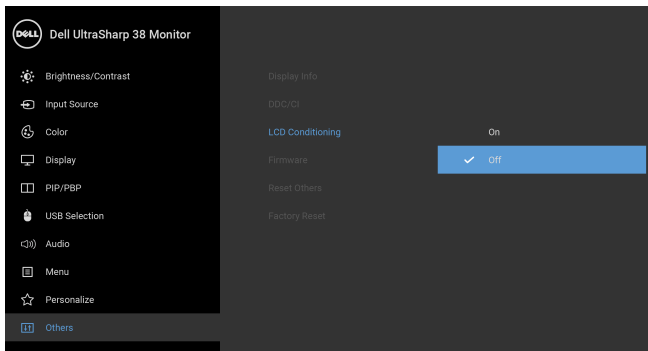 DELL Dell UltraSharp 38 Monitor
Brightness/Contrast
Display Info
Input Source
DDC/CI
Color
LCD Conditioning
On
Display
Firmware
Off
PIP/PBP
Reset Others
USB Selection
Factory Reset
Audio
Menu
Personalize
Others